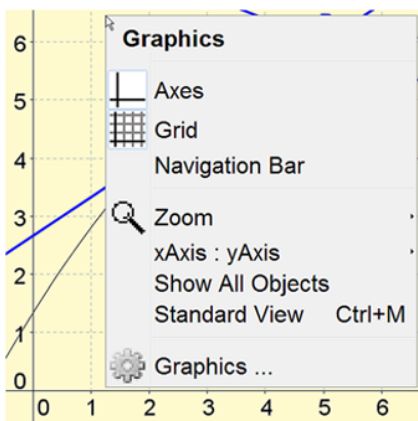 Graphics
Axes
Grid
Navigation Bar
Zoom
xAxis : yAxis
Show All Objects
Standard View Ctrl+M
Graphics ...
6
5
4
3
2
1
0
0 1 2 3 4 5 6